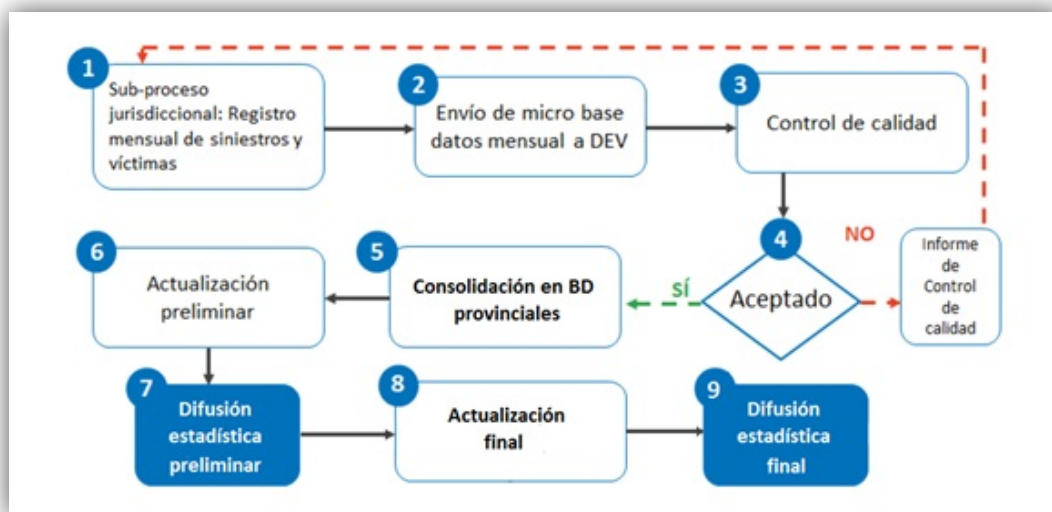 1
Sub-proceso
jurisdiccional: Registro
mensual de siniestros y
víctimas
2
Envío de micro base
datos mensual a DEV
3
Control de calidad
4
Aceptado
NO
Informe
de
Control
de
calidad
SÍ
5
Consolidación en BD
provinciales
6
Actualización
preliminar
7
Difusión
estadística
preliminar
8
Actualización
final
9
Difusión
estadística
final